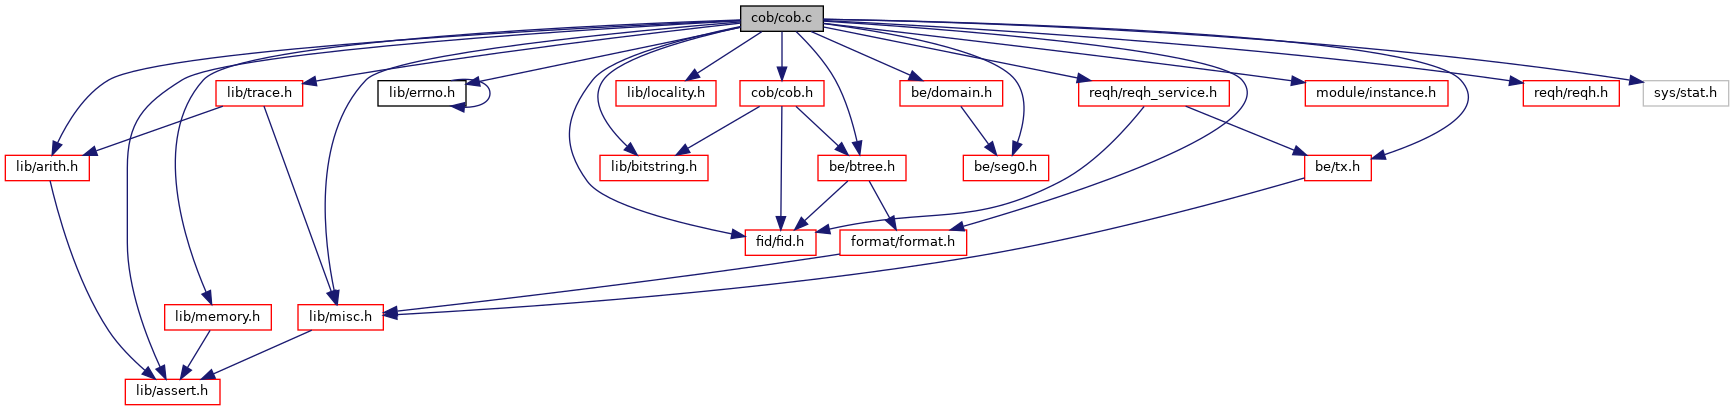 cob/cob.c
lib/trace.h
lib/errno.h
lib/locality.h
cob/cob.h
be/domain.h
reqh/reqh_service.h
module/instance.h
reqh/reqh.h
sys/stat.h
lib/arith.h
lib/bitstring.h
be/btree.h
be/seg0.h
be/tx.h
fid/fid.h
format/format.h
lib/memory.h
lib/misc.h
lib/assert.h